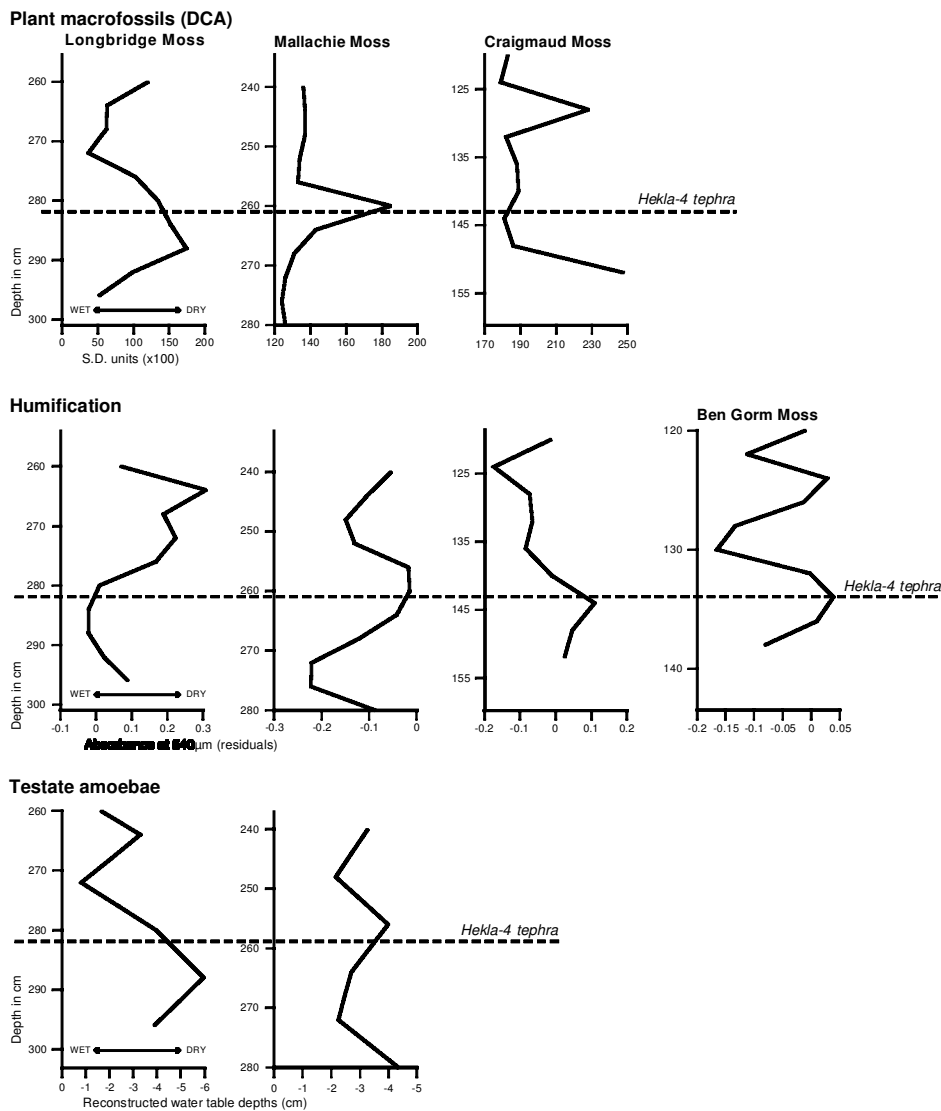 Plant macrofossils (DCA)
Longbridge Moss Mallachie Moss Craigmaud Moss
260
270
280
290
300
Depth in cm
WET DRY
0 50 100 150 200
S.D. units (x100)
240
250
260
270
280
120 140 160 180 200
125
135
145
155
170 190 210 230 250
Hekla-4 tephra
Humification
Ben Gorm Moss
260
270
280
290
300
Depth in cm
WET DRY
-0.1 0 0.1 0.2 0.3
Absorbance at 540μm (residuals)
240
250
260
270
280
-0.3 -0.2 -0.1 0
125
135
145
155
-0.2 -0.1 0 0.1 0.2
120
130
140
-0.2 -0.15 -0.1 -0.05 0 0.05
Hekla-4 tephra
Testate amoebae
260
270
280
290
300
Depth in cm
WET DRY
0 -1 -2 -3 -4 -5 -6
Reconstructed water table depths (cm)
240
250
260
270
280
0 -1 -2 -3 -4 -5
Hekla-4 tephra